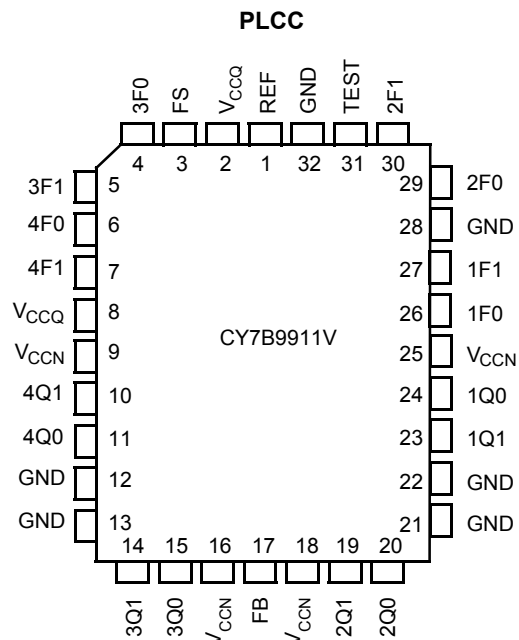 PLCC
3F0
FS
VCCQ
REF
GND
TEST
2F1
4
3
2
1
32
31
30
3F1
5
4F0
6
4F1
7
VCCQ
8
VCCN
9
4Q1
10
4Q0
11
GND
12
GND
13
CY7B9911V
29
2F0
28
GND
27
1F1
26
1F0
25
VCCN
24
1Q0
23
1Q1
22
GND
21
GND
14
15
16
17
18
19
20
3Q1
3Q0
VCCN
FB
VCCN
2Q1
2Q0